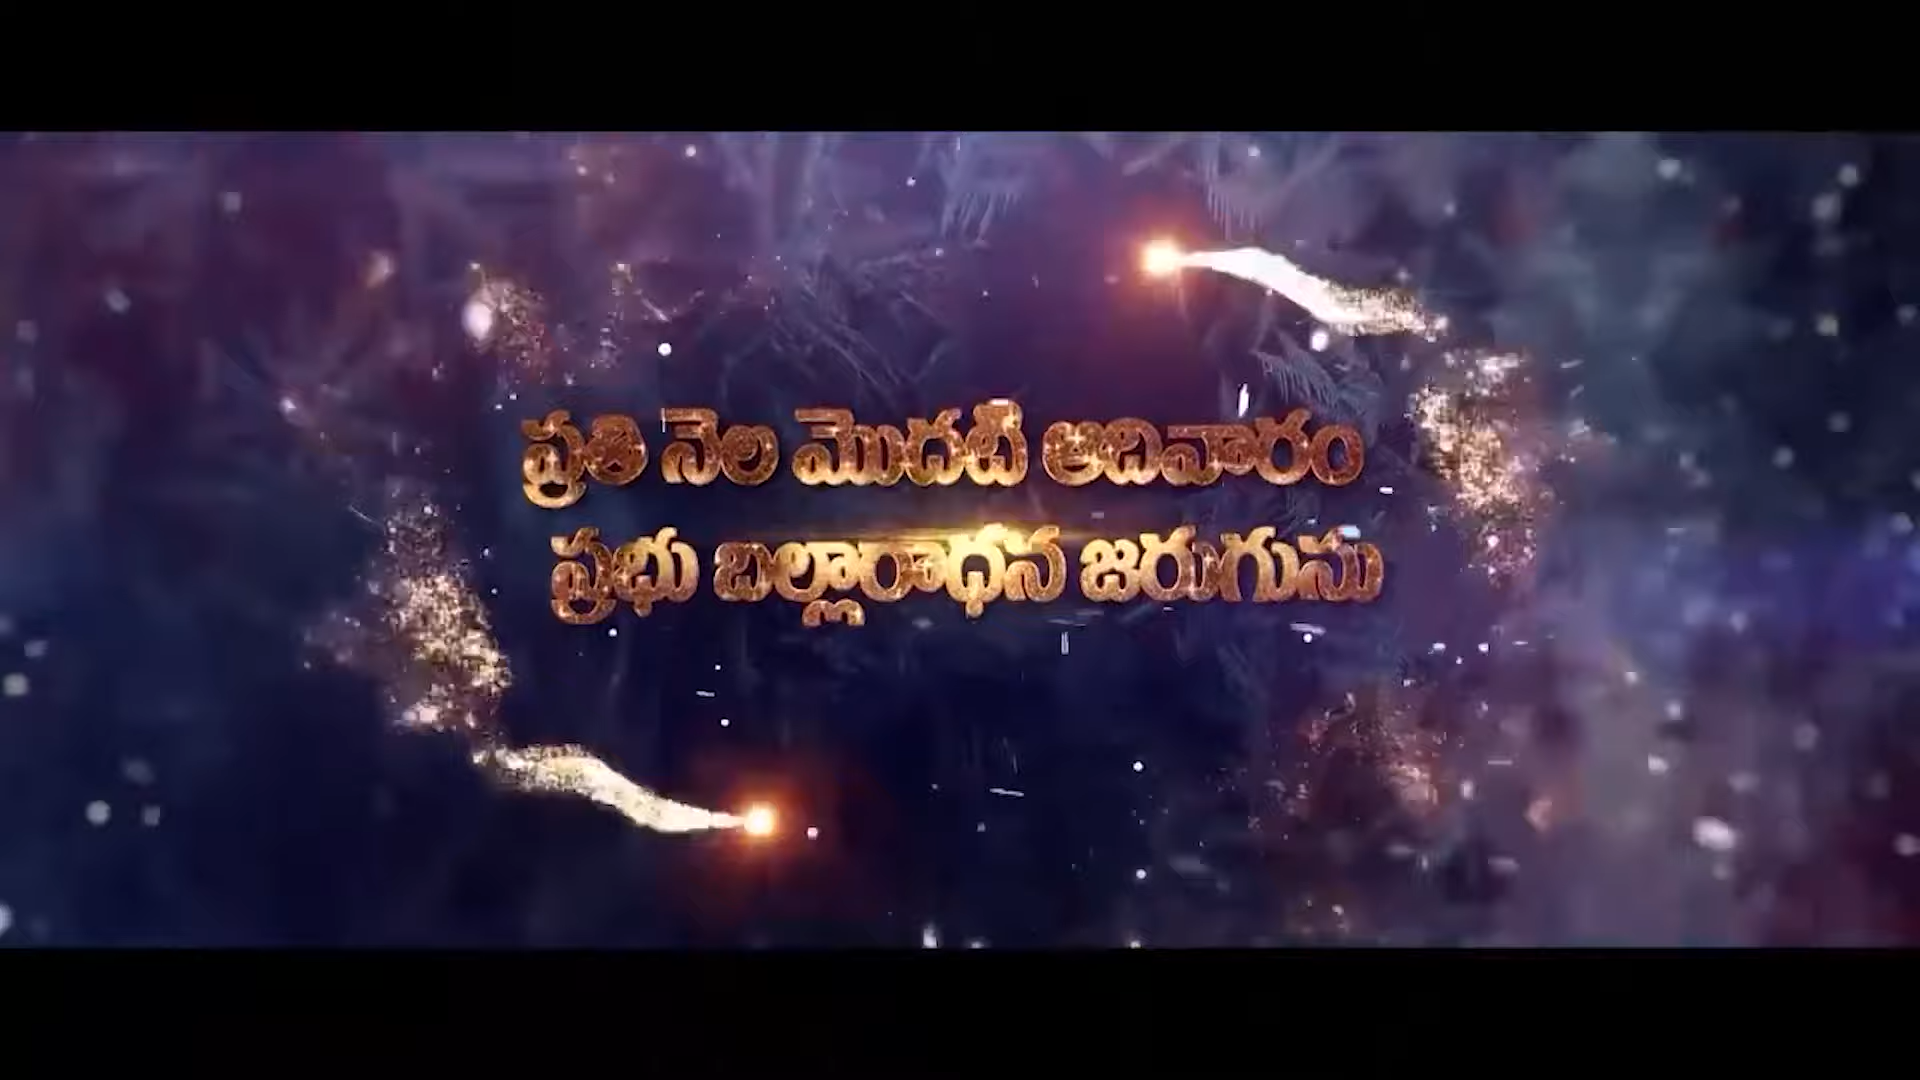 ప్రతి నెల మొదటి ఆదివారం
ప్రభు బల్లారాధన జరుగును